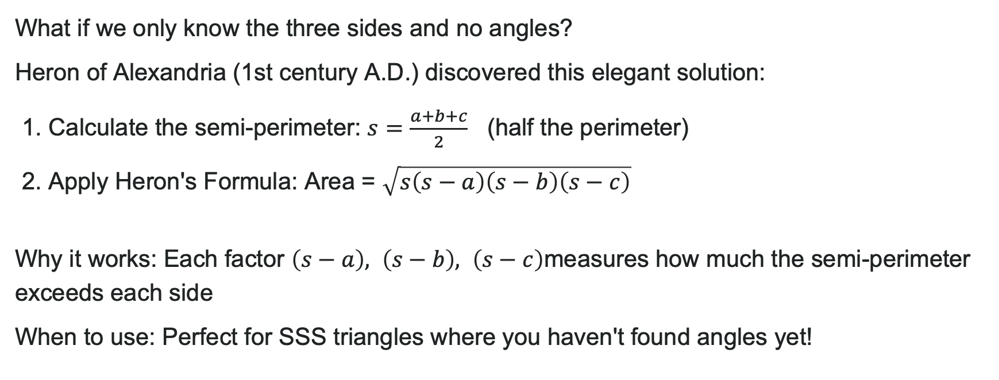 What if we only know the three sides and no angles?
Heron of Alexandria (1st century A.D.) discovered this elegant solution:
1. Calculate the semi-perimeter: s = \frac{a+b+c}{2} (half the perimeter)
2. Apply Heron's Formula: Area = \sqrt{s(s − a)(s − b)(s − c)}
Why it works: Each factor (s − a), (s − b), (s − c)measures how much the semi-perimeter
exceeds each side
When to use: Perfect for SSS triangles where you haven't found angles yet!